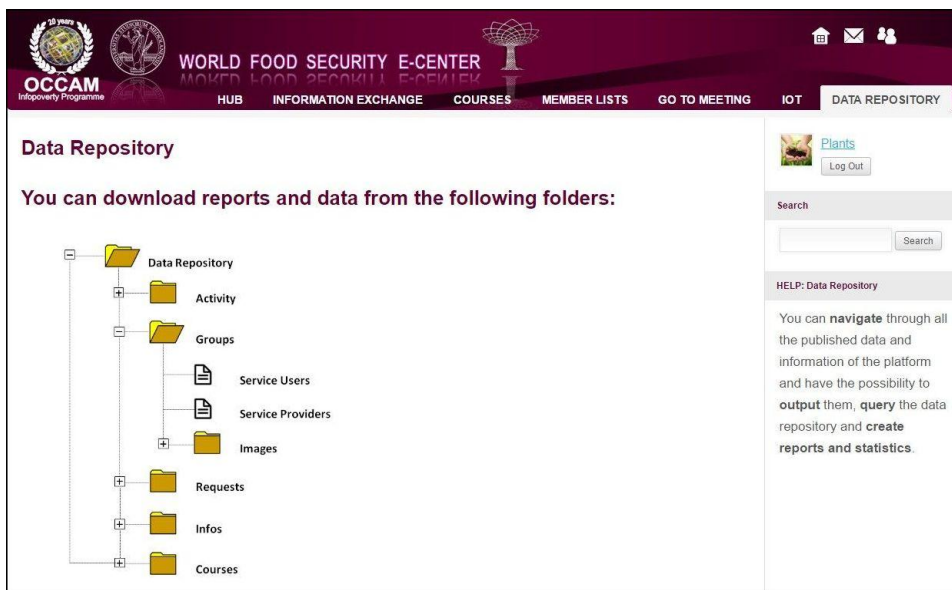 20 years
OCCAM
Infopoverty Programme
WORLD FOOD SECURITY E-CENTER
HUB INFORMATION EXCHANGE COURSES MEMBER LISTS GO TO MEETING IOT DATA REPOSITORY
Data Repository
You can download reports and data from the following folders:
Data Repository
Activity
Groups
Service Users
Service Providers
Images
Requests
Infos
Courses
Plants
Log Out
Search
Search
HELP: Data Repository
You can navigate through all
the published data and
information of the platform
and have the possibility to
output them, query the data
repository and create
reports and statistics.